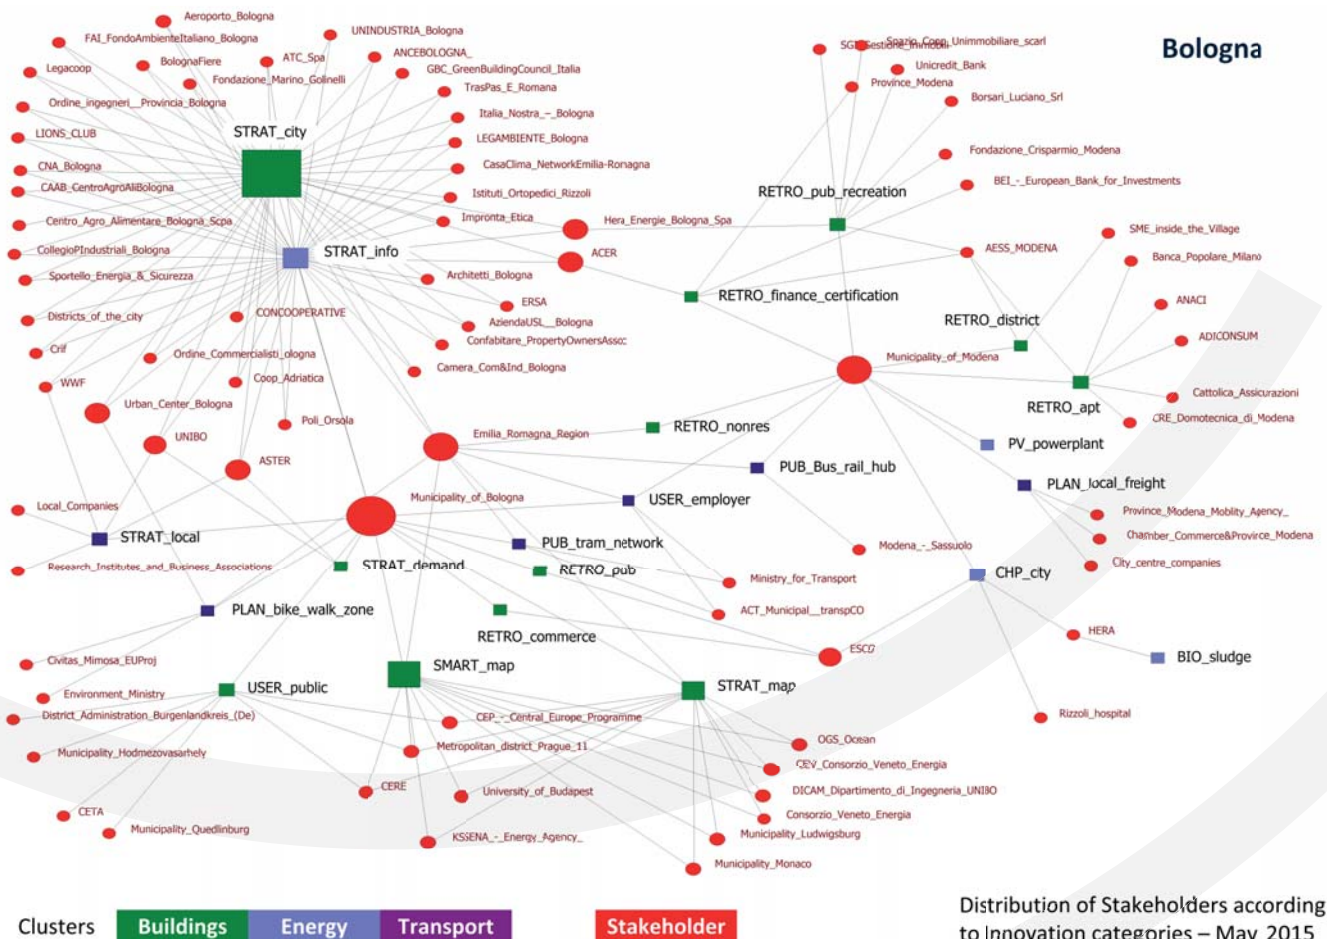 Bologna
Aeroporto_Bologna
FAI_FondoAmbienteItaliano_Bologna
UNINDUSTRIA_Bologna
Legacoop
BolognaFiere
ATC_Spa
ANCEBOLOGNA_
Fondazione_Marino_Golinelli
GBC_GreenBuildingCouncil_Italia
TrasPas_E_Romana
Ordine_ingegneri__Provincia_Bologna
Italia_Nostra_-_Bologna
STRAT_city
LIONS_CLUB
LEGAMBIENTE_Bologna
CNA_Bologna
CasaClima_NetworkEmilia-Romagna
CAAB_CentroAgroAliBologna
Istituti_Ortopedici_Rizzoli
Centro_Agro_Alimentare_Bologna_Scpa
Impronta_Etica
Hera_Energie_Bologna_Spa
CollegioPIndustriali_Bologna
STRAT_info
ACER
Sportello_Energia_&_Sicurezza
Architetti_Bologna
ERSA
Districts_of_the_city
CONCOOPERATIVE
AziendaUSL__Bologna
Confabitare_PropertyOwnersAssoc
Crif
Ordine_Commercialisti_ologna
Camera_Com&Ind_Bologna
WWF
Coop_Adriatica
Urban_Center_Bologna
Poli_Orsola
UNIBO
ASTER
Unimmobiliare_scarl
Unicredit_Bank
Province_Modena
Borsari_Luciano_Srl
Fondazione_Crisparmio_Modena
BEI_-_European_Bank_for_Investments
RETRO_pub_recreation
SME_inside_the_Village
AESS_MODENA
Banca_Popolare_Milano
RETRO_finance_certification
ANACI
RETRO_district
ADICONSUM
Municipality_of_Modena
Cattolica_Assicurazioni
RETRO_apt
CRE_Domotecnica_di_Modena
Emilia_Romagna_Region
RETRO_nonres
PV_powerplant
PUB_Bus_rail_hub
PLAN_local_freight
Local_Companies
Municipality_of_Bologna
USER_employer
Province_Modena_Moblity_Agency_
STRAT_local
PUB_tram_network
Modena_-_Sassuolo
Chamber_Commerce&Provirce_Modena
City_centre_companies
Research_Institutes_and_Business_Associations
STRAT_demand
RETRO_pub
Ministry_for_Transport
CHP_city
PLAN_bike_walk_zone
ACT_Municipal__transpCO
RETRO_commerce
HERA
ESCO
BIO_sludge
Civitas_Mimosa_EUProj
SMART_map
USER_public
STRAT_map
Environment_Ministry
District_Administration_Burgenlandkreis_(De)
CEP_-_Central_Europe_Programme
Rizzoli_hospital
Municipality_Hodmezovasarhely
Metropolitan_district_Prague_11
OGS_Ocean
CEV_Consorzio_Veneto_Energia
CERE
University_of_Budapest
DICAM_Dipartimento_di_Ingegneria_UNIBO
CETA
Consorzio_Veneto_Energia
Municipality_Quedlinburg
KSSENA_-_Energy_Agency_
Municipality_Ludwigsburg
Municipality_Monaco
Clusters Buildings Energy Transport Stakeholder
Distribution of Stakeholders according
to Innovation categories – May 2015